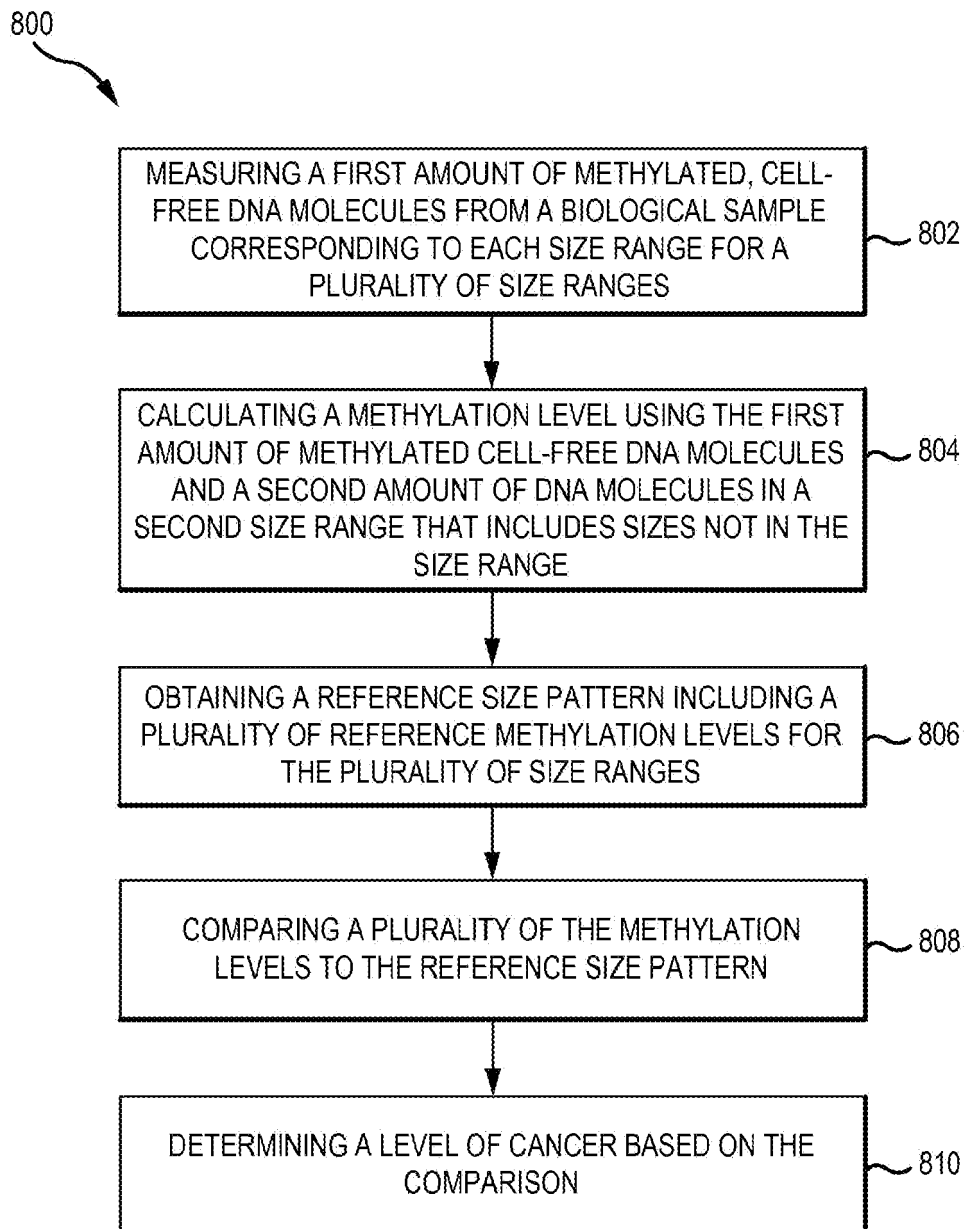 800
MEASURING A FIRST AMOUNT OF METHYLATED, CELL-
FREE DNA MOLECULES FROM A BIOLOGICAL SAMPLE
CORRESPONDING TO EACH SIZE RANGE FOR A
PLURALITY OF SIZE RANGES
802
CALCULATING A METHYLATION LEVEL USING THE FIRST
AMOUNT OF METHYLATED CELL-FREE DNA MOLECULES
AND A SECOND AMOUNT OF DNA MOLECULES IN A
SECOND SIZE RANGE THAT INCLUDES SIZES NOT IN THE
SIZE RANGE
804
OBTAINING A REFERENCE SIZE PATTERN INCLUDING A
PLURALITY OF REFERENCE METHYLATION LEVELS FOR
THE PLURALITY OF SIZE RANGES
806
COMPARING A PLURALITY OF THE METHYLATION
LEVELS TO THE REFERENCE SIZE PATTERN
808
DETERMINING A LEVEL OF CANCER BASED ON THE
COMPARISON
810